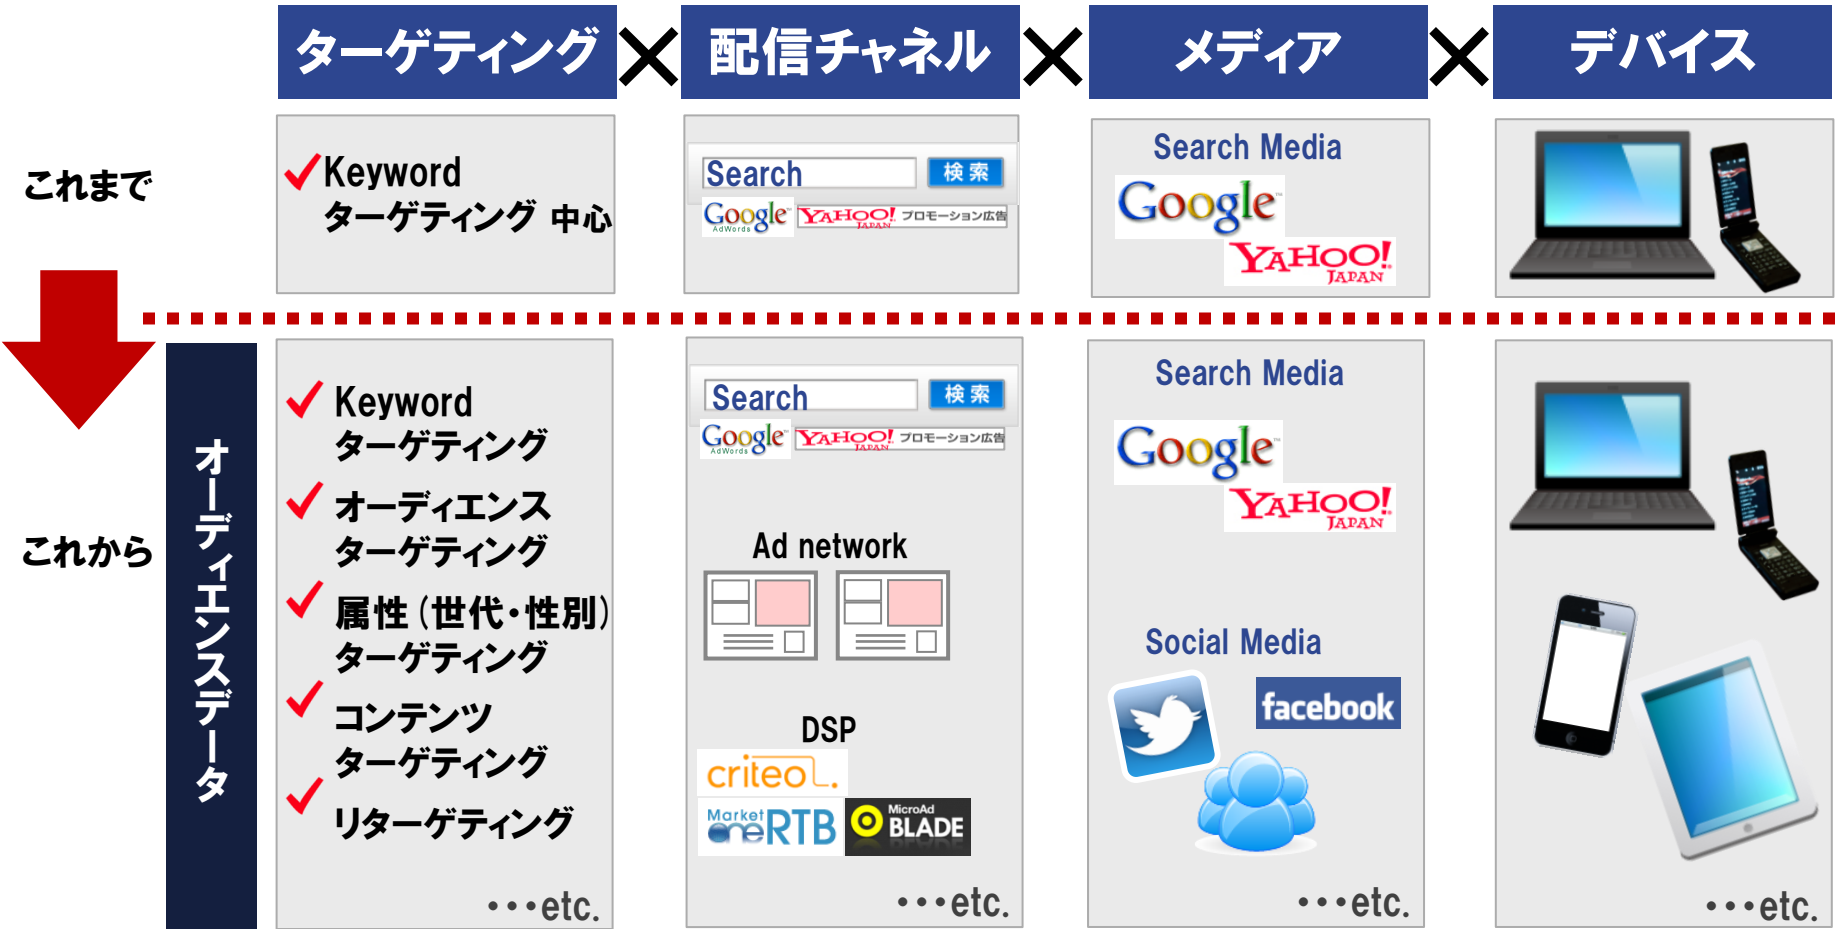 ターゲティング × 配信チャネル × メディア × デバイス
これまで
Keyword
ターゲティング 中心
Search 検索
Google AdWords YAHOO! JAPAN プロモーション広告
Search Media
Google
YAHOO! JAPAN
これから
オーディエンスデータ
Keyword
ターゲティング
オーディエンス
ターゲティング
属性(世代・性別)
ターゲティング
コンテンツ
ターゲティング
リターゲティング
・・・etc.
Search 検索
Google AdWords YAHOO! JAPAN プロモーション広告
Ad network
DSP
criteo.
Market one RTB
MicroAd
BLADE
・・・etc.
Search Media
Google
YAHOO! JAPAN
Social Media
facebook
・・・etc.
・・・etc.